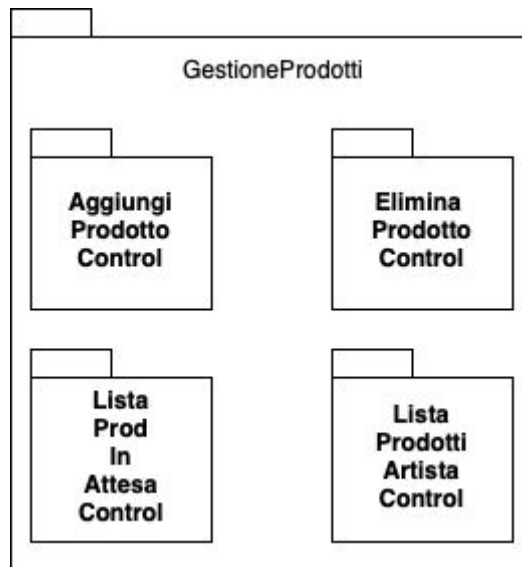 GestioneProdotti
Aggiungi
Prodotto
Control
Elimina
Prodotto
Control
Lista
Prod
In
Attesa
Control
Lista
Prodotti
Artista
Control